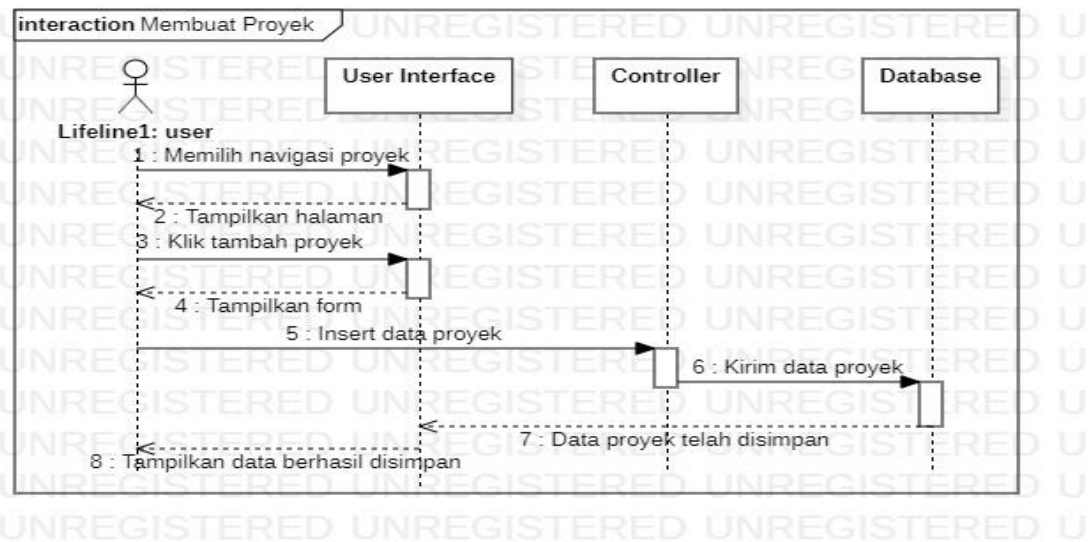 interaction Membuat Proyek
User Interface
Controller
Database
Lifeline1: user
1 : Memilih navigasi proyek
2 : Tampilkan halaman
3 : Klik tambah proyek
4 : Tampilkan form
5 : Insert data proyek
6 : Kirim data proyek
7 : Data proyek telah disimpan
8 : Tampilkan data berhasil disimpan
UNREGISTERED UNREGISTERED UNREGISTERED U